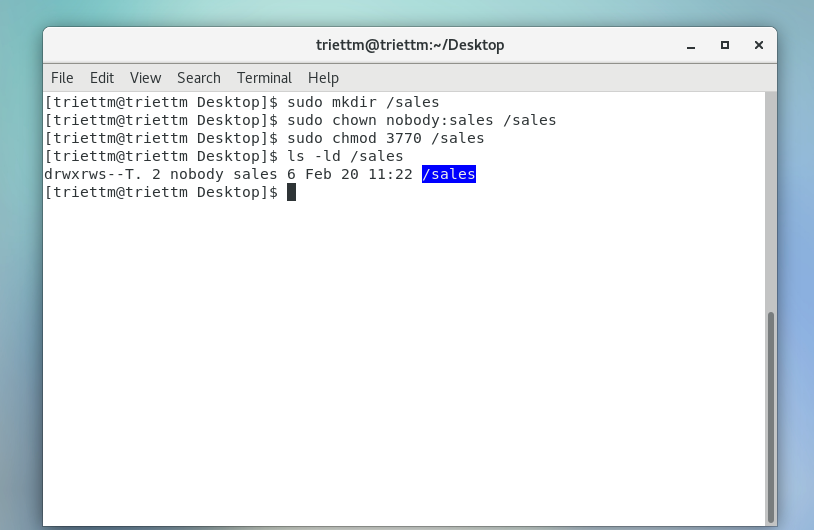 triettm@triettm:~/Desktop
File Edit View Search Terminal Help
[triettm@triettm Desktop]$ sudo mkdir /sales
[triettm@triettm Desktop]$ sudo chown nobody:sales /sales
[triettm@triettm Desktop]$ sudo chmod 3770 /sales
[triettm@triettm Desktop]$ ls -ld /sales
drwxrws--T. 2 nobody sales 6 Feb 20 11:22 /sales
[triettm@triettm Desktop]$